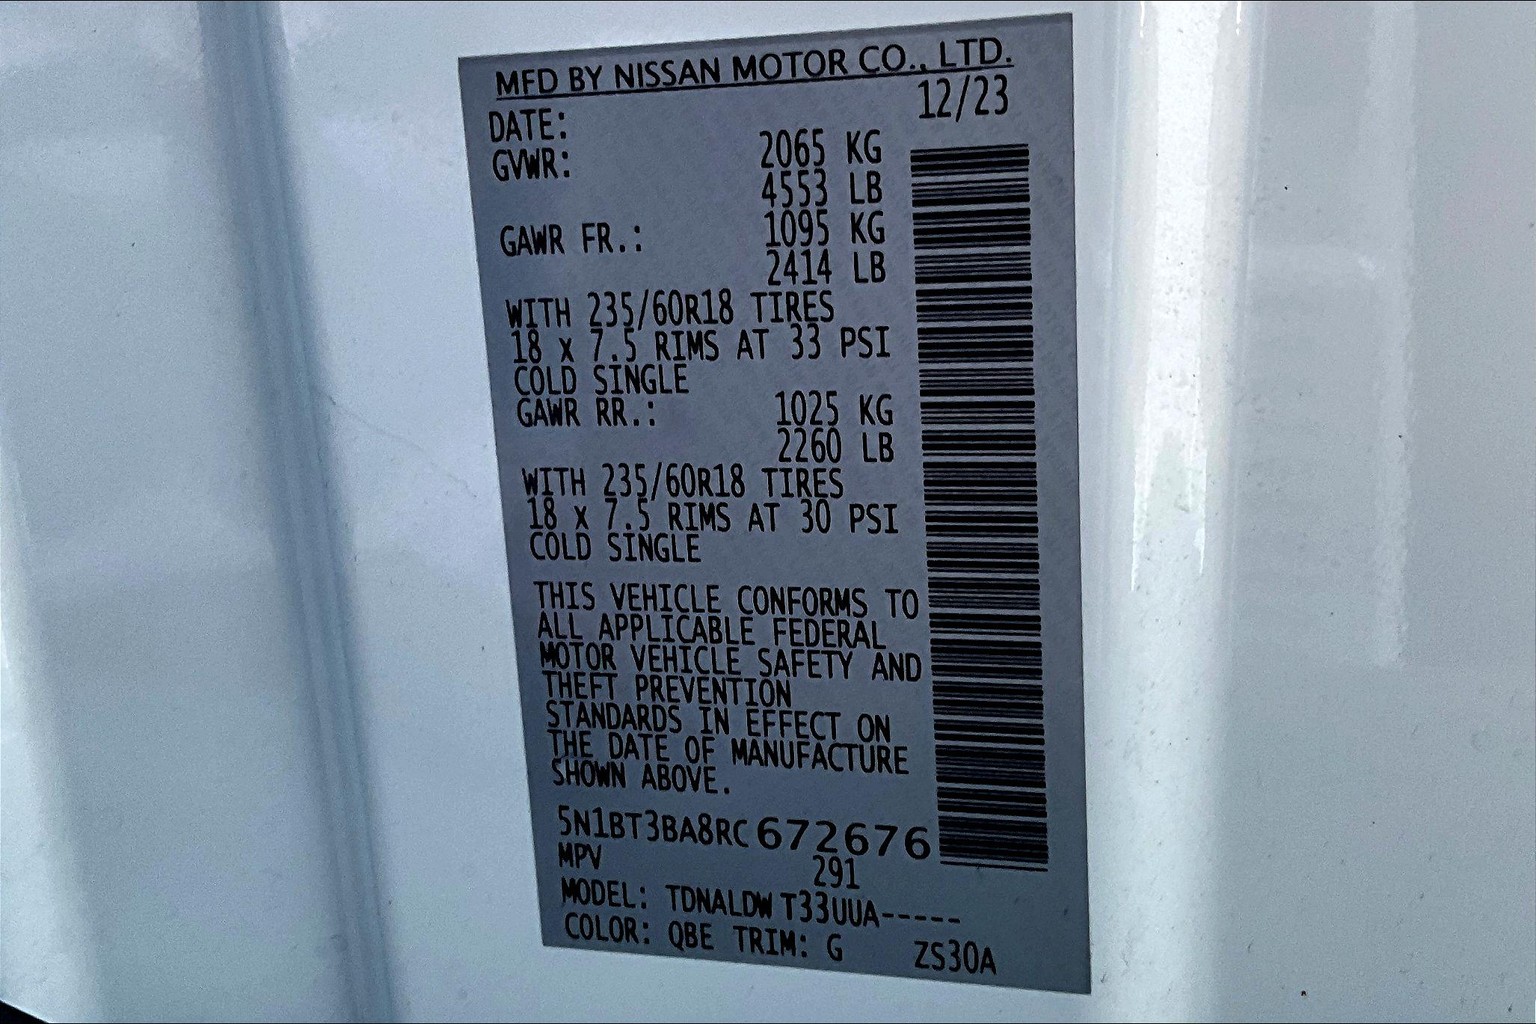 MFD BY NISSAN MOTOR CO., LTD.
DATE: 12/23
GVWR: 2065 KG
4553 LB
GAWR FR.: 1095 KG
2414 LB
WITH 235/60R18 TIRES
18 x 7.5 RIMS AT 33 PSI
COLD SINGLE
GAWR RR.: 1025 KG
2260 LB
WITH 235/60R18 TIRES
18 x 7.5 RIMS AT 30 PSI
COLD SINGLE
THIS VEHICLE CONFORMS TO
ALL APPLICABLE FEDERAL
MOTOR VEHICLE SAFETY AND
THEFT PREVENTION
STANDARDS IN EFFECT ON
THE DATE OF MANUFACTURE
SHOWN ABOVE.
5N1BT3BA8RC672676
MPV 291
MODEL: TDNALDW T33UUA-----
COLOR: QBE TRIM: G ZS30A